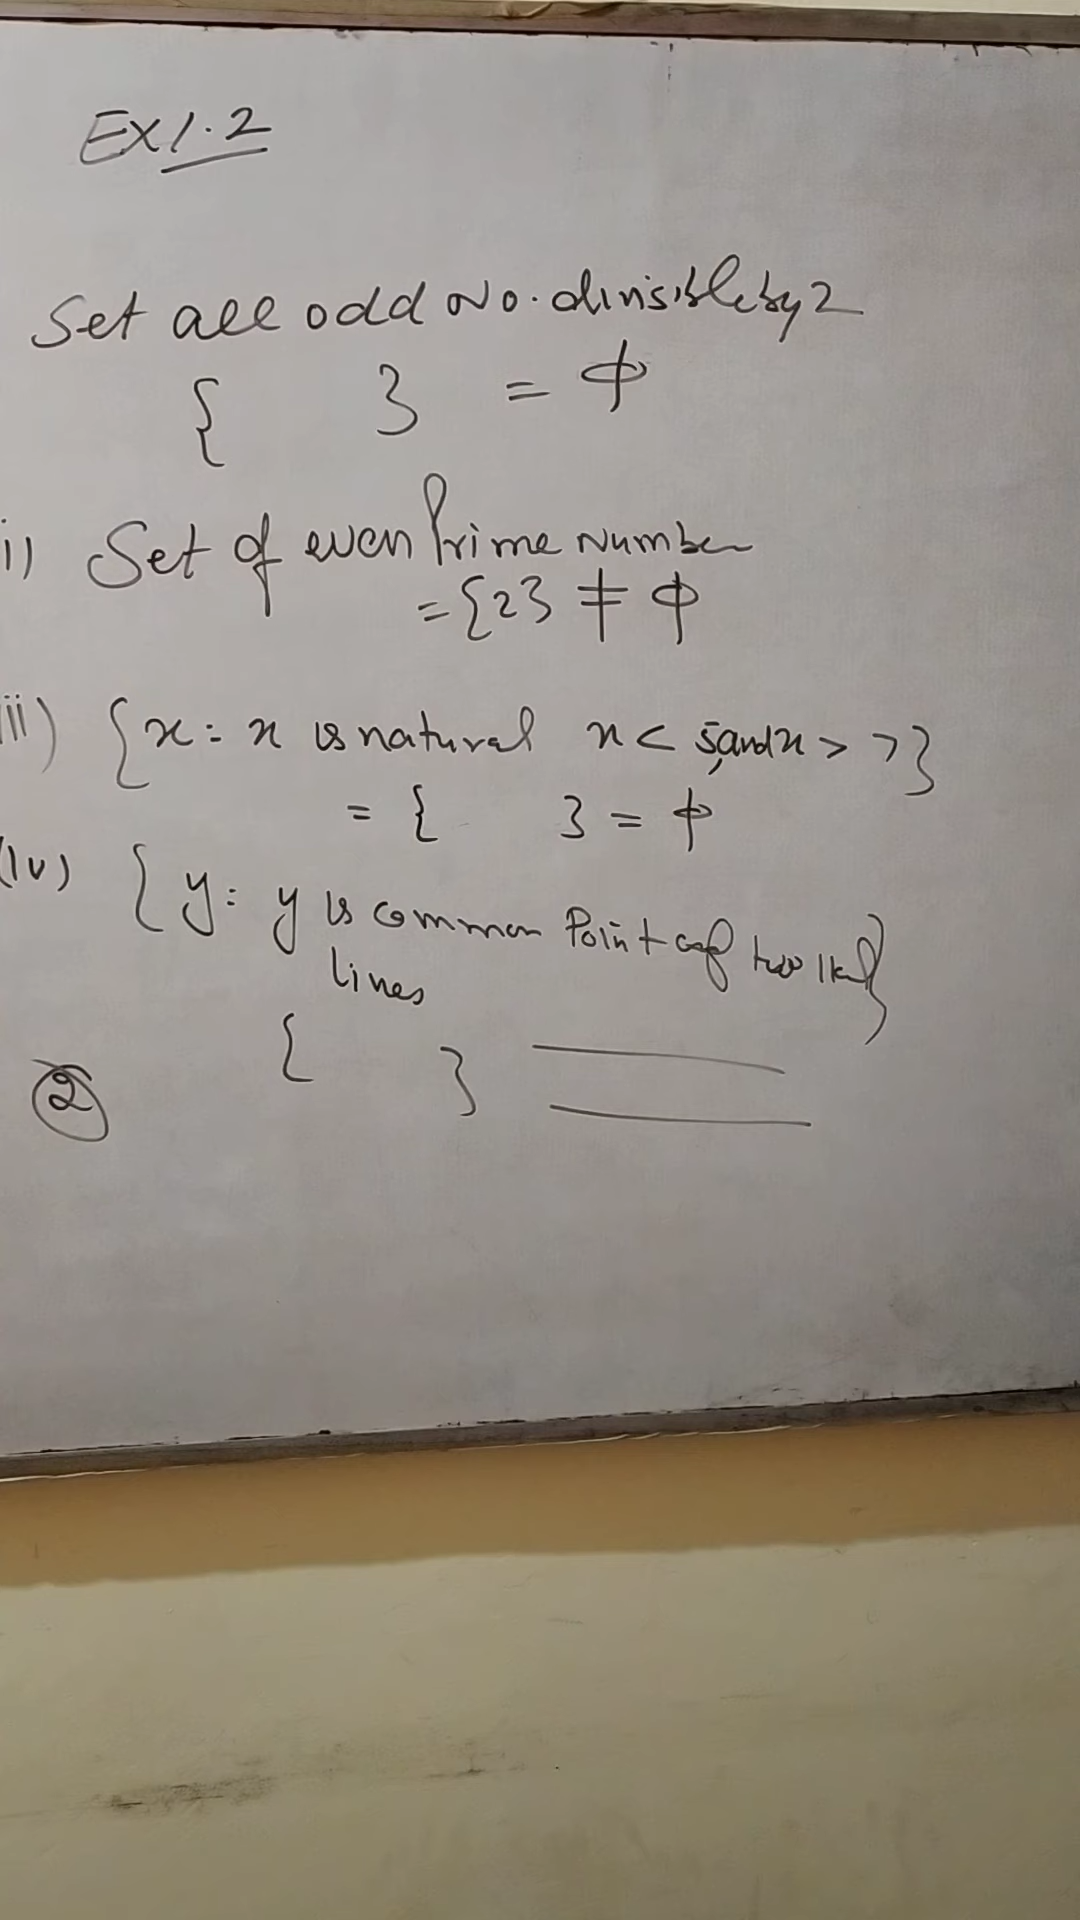 Ex 1.2
Set all odd No. divisible by 2
{ } = φ
i) Set of even Prime Number
= {2} ≠ φ
iii) {x: x is natural x < 5, and x > 7}
= { } = φ
(iv) {y: y is common Point of two || lines}
{ }
②